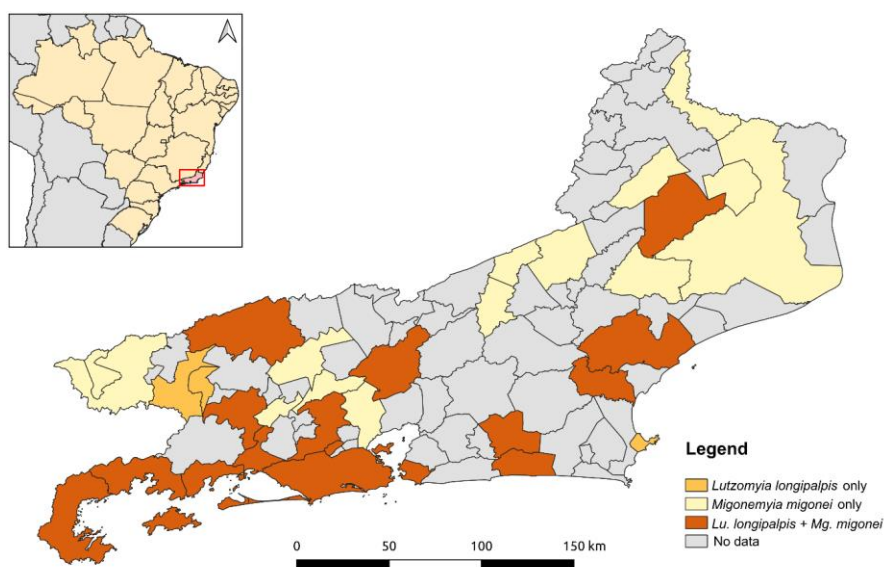 Legend
Lutzomyia longipalpis only
Migonemyia migonei only
Lu. longipalpis + Mg. migonei
No data
0 50 100 150 km